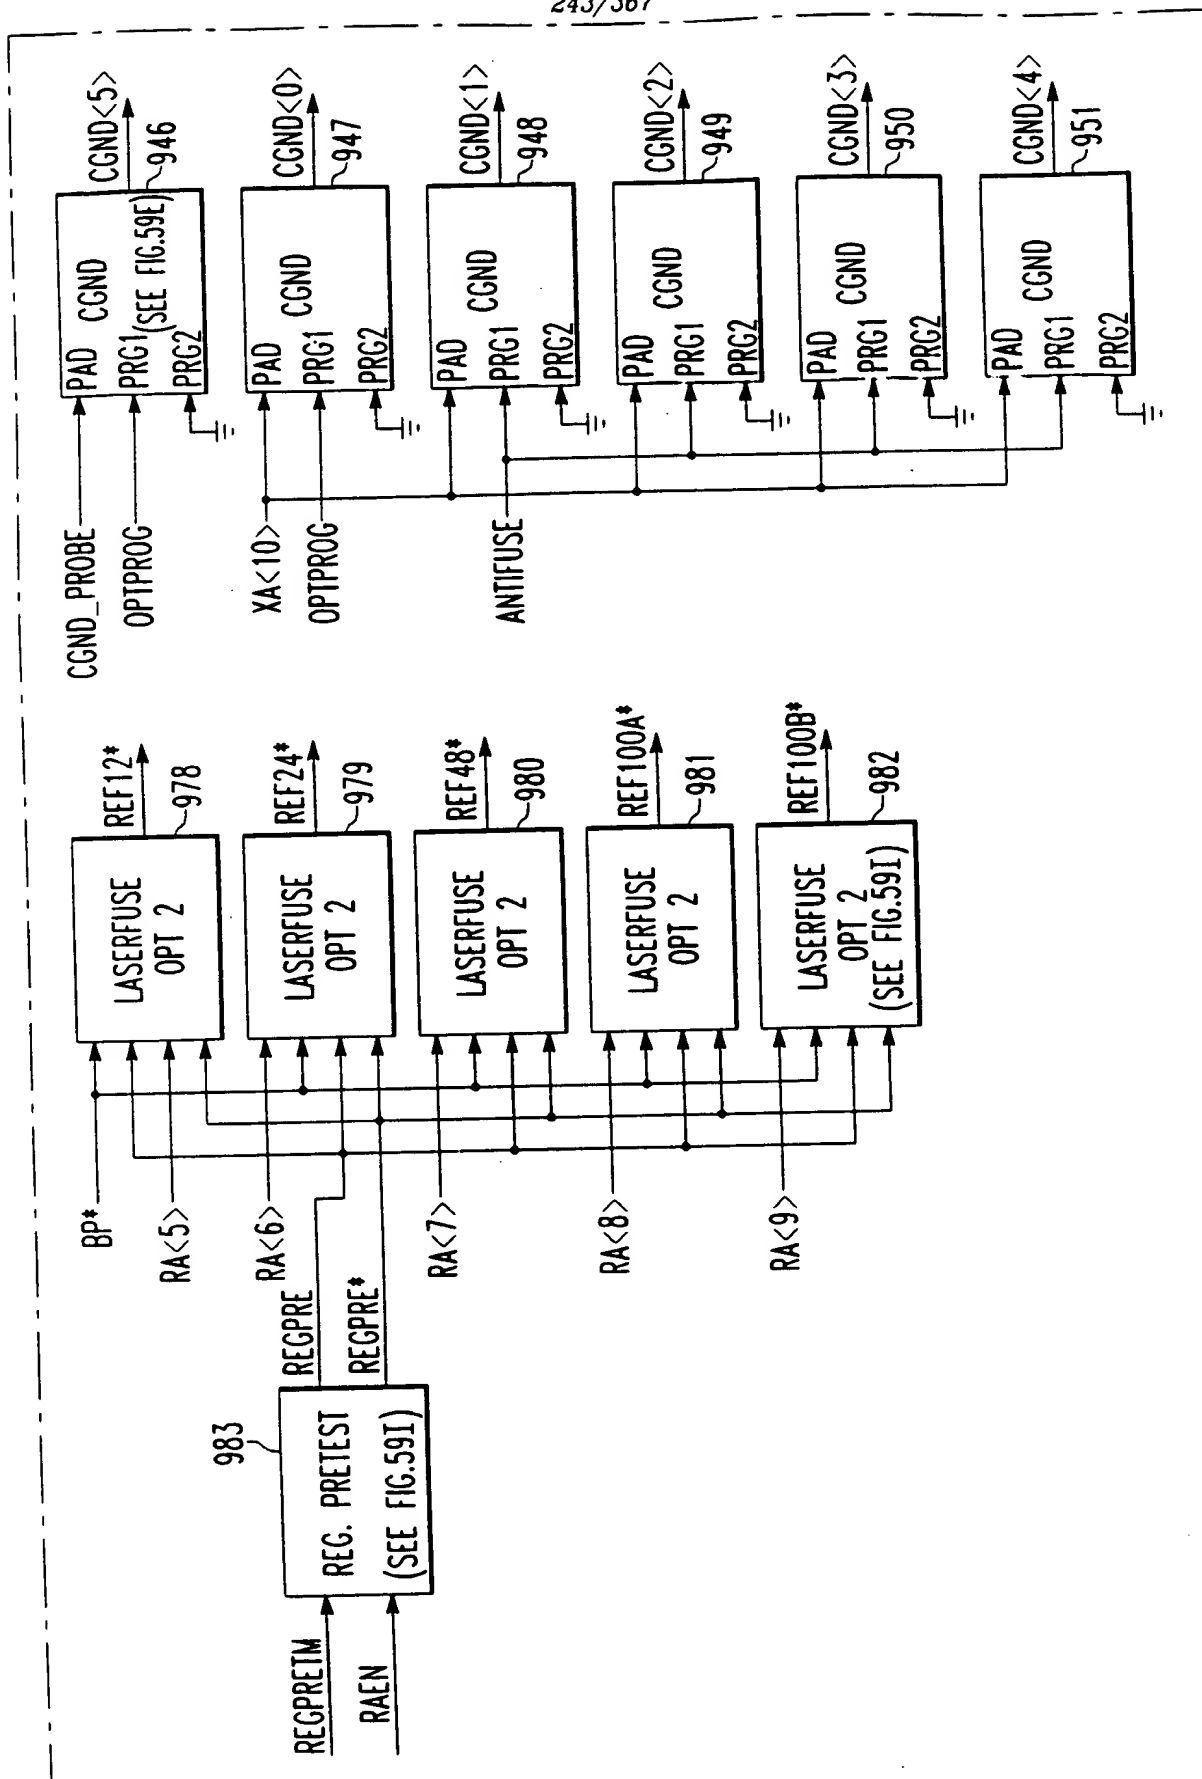 243/367
CGND_PROBE
OPTPROG
PAD
PRG1
PRG2
CGND
(SEE FIG.59E)
CGND<5>
946
XA<10>
OPTPROG
PAD
PRG1
PRG2
CGND
CGND<0>
947
ANTIFUSE
PAD
PRG1
PRG2
CGND
CGND<1>
948
PAD
PRG1
PRG2
CGND
CGND<2>
949
PAD
PRG1
PRG2
CGND
CGND<3>
950
PAD
PRG1
PRG2
CGND
CGND<4>
951
BP*
RA<5>
LASERFUSE
OPT 2
REF12*
978
RA<6>
LASERFUSE
OPT 2
REF24*
979
RA<7>
LASERFUSE
OPT 2
REF48*
980
RA<8>
LASERFUSE
OPT 2
REF100A*
981
RA<9>
LASERFUSE
OPT 2
(SEE FIG.59I)
REF100B*
982
REGPRETM
RAEN
983
REG. PRETEST
(SEE FIG.59I)
REGPRE
REGPRE*